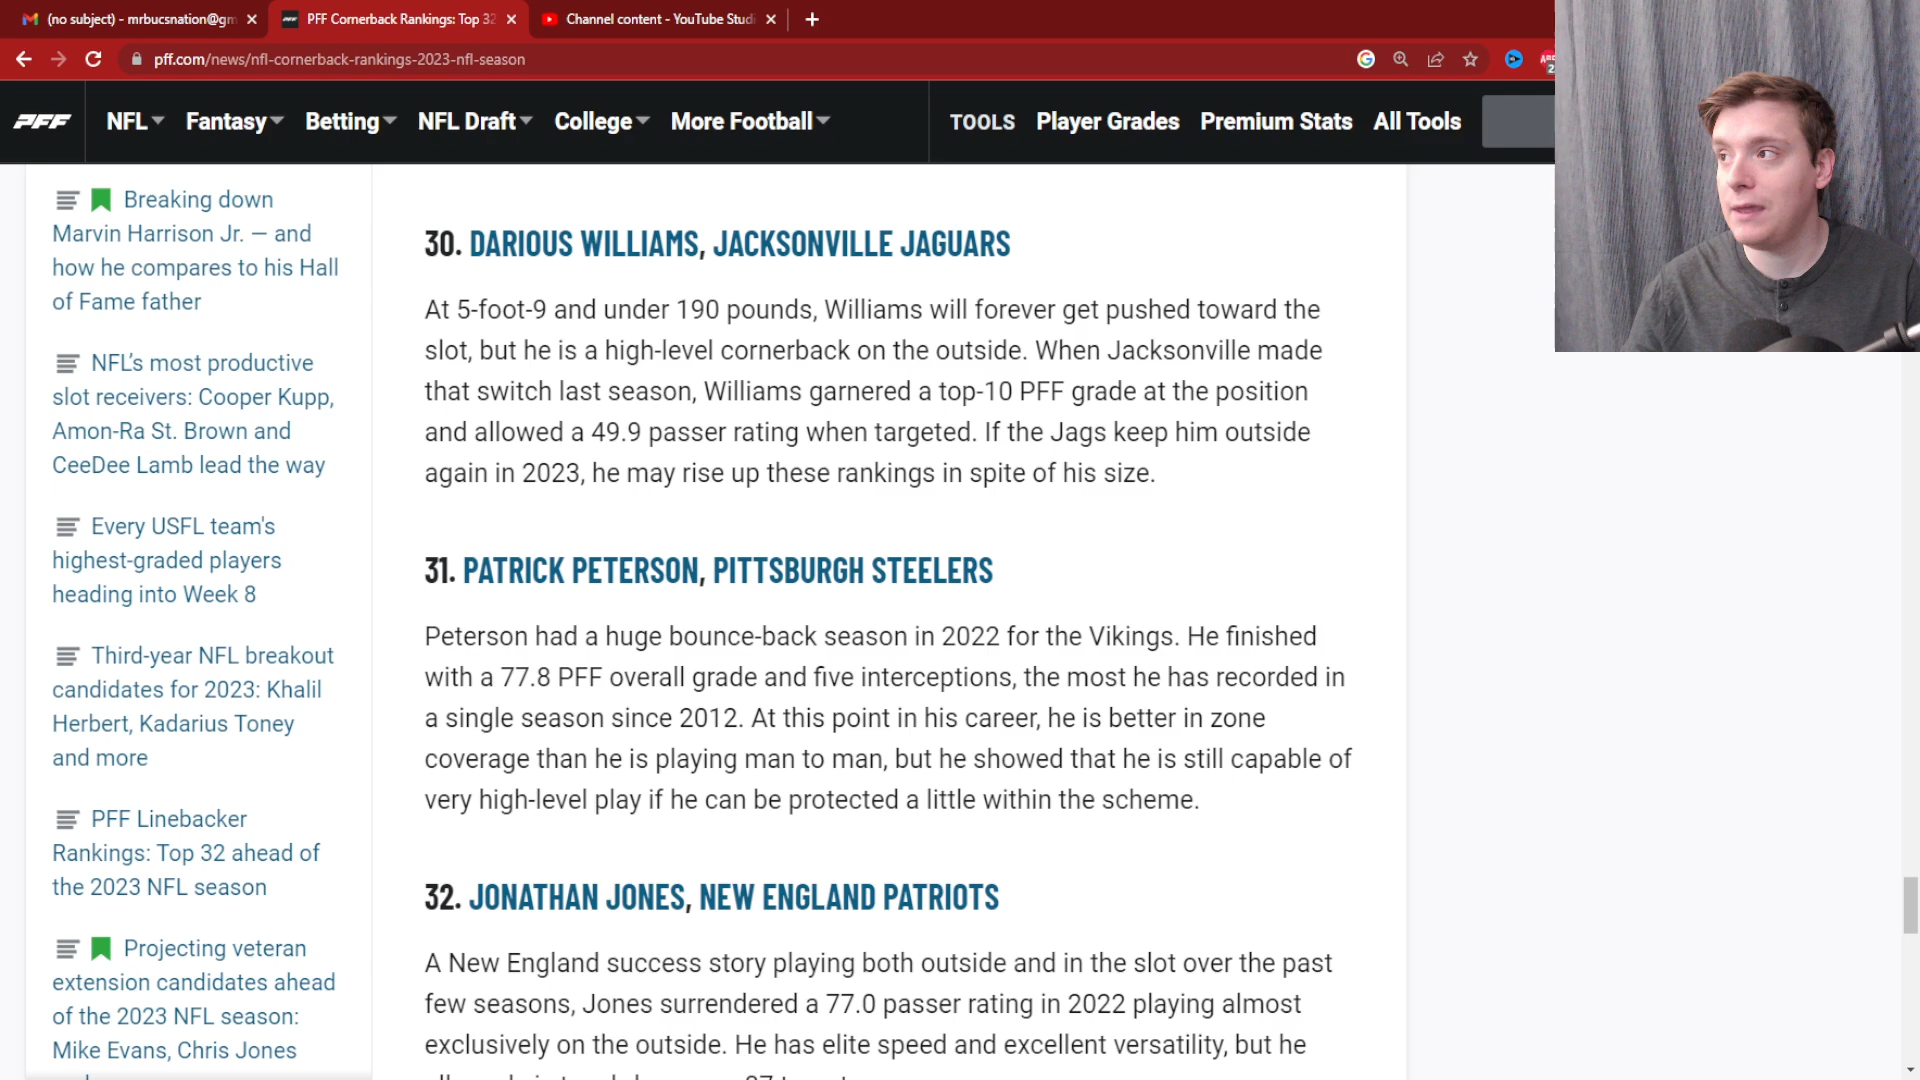 (no subject) - mrbucsnation@gm
PFF Cornerback Rankings: Top 32
Channel content - YouTube Studi
pff.com/news/nfl-cornerback-rankings-2023-nfl-season
PFF
NFL
Fantasy
Betting
NFL Draft
College
More Football
TOOLS
Player Grades
Premium Stats
All Tools
Breaking down
Marvin Harrison Jr. — and
how he compares to his Hall
of Fame father
NFL's most productive
slot receivers: Cooper Kupp,
Amon-Ra St. Brown and
CeeDee Lamb lead the way
Every USFL team's
highest-graded players
heading into Week 8
Third-year NFL breakout
candidates for 2023: Khalil
Herbert, Kadarius Toney
and more
PFF Linebacker
Rankings: Top 32 ahead of
the 2023 NFL season
Projecting veteran
extension candidates ahead
of the 2023 NFL season:
Mike Evans, Chris Jones
30. DARIOUS WILLIAMS, JACKSONVILLE JAGUARS
At 5-foot-9 and under 190 pounds, Williams will forever get pushed toward the
slot, but he is a high-level cornerback on the outside. When Jacksonville made
that switch last season, Williams garnered a top-10 PFF grade at the position
and allowed a 49.9 passer rating when targeted. If the Jags keep him outside
again in 2023, he may rise up these rankings in spite of his size.
31. PATRICK PETERSON, PITTSBURGH STEELERS
Peterson had a huge bounce-back season in 2022 for the Vikings. He finished
with a 77.8 PFF overall grade and five interceptions, the most he has recorded in
a single season since 2012. At this point in his career, he is better in zone
coverage than he is playing man to man, but he showed that he is still capable of
very high-level play if he can be protected a little within the scheme.
32. JONATHAN JONES, NEW ENGLAND PATRIOTS
A New England success story playing both outside and in the slot over the past
few seasons, Jones surrendered a 77.0 passer rating in 2022 playing almost
exclusively on the outside. He has elite speed and excellent versatility, but he